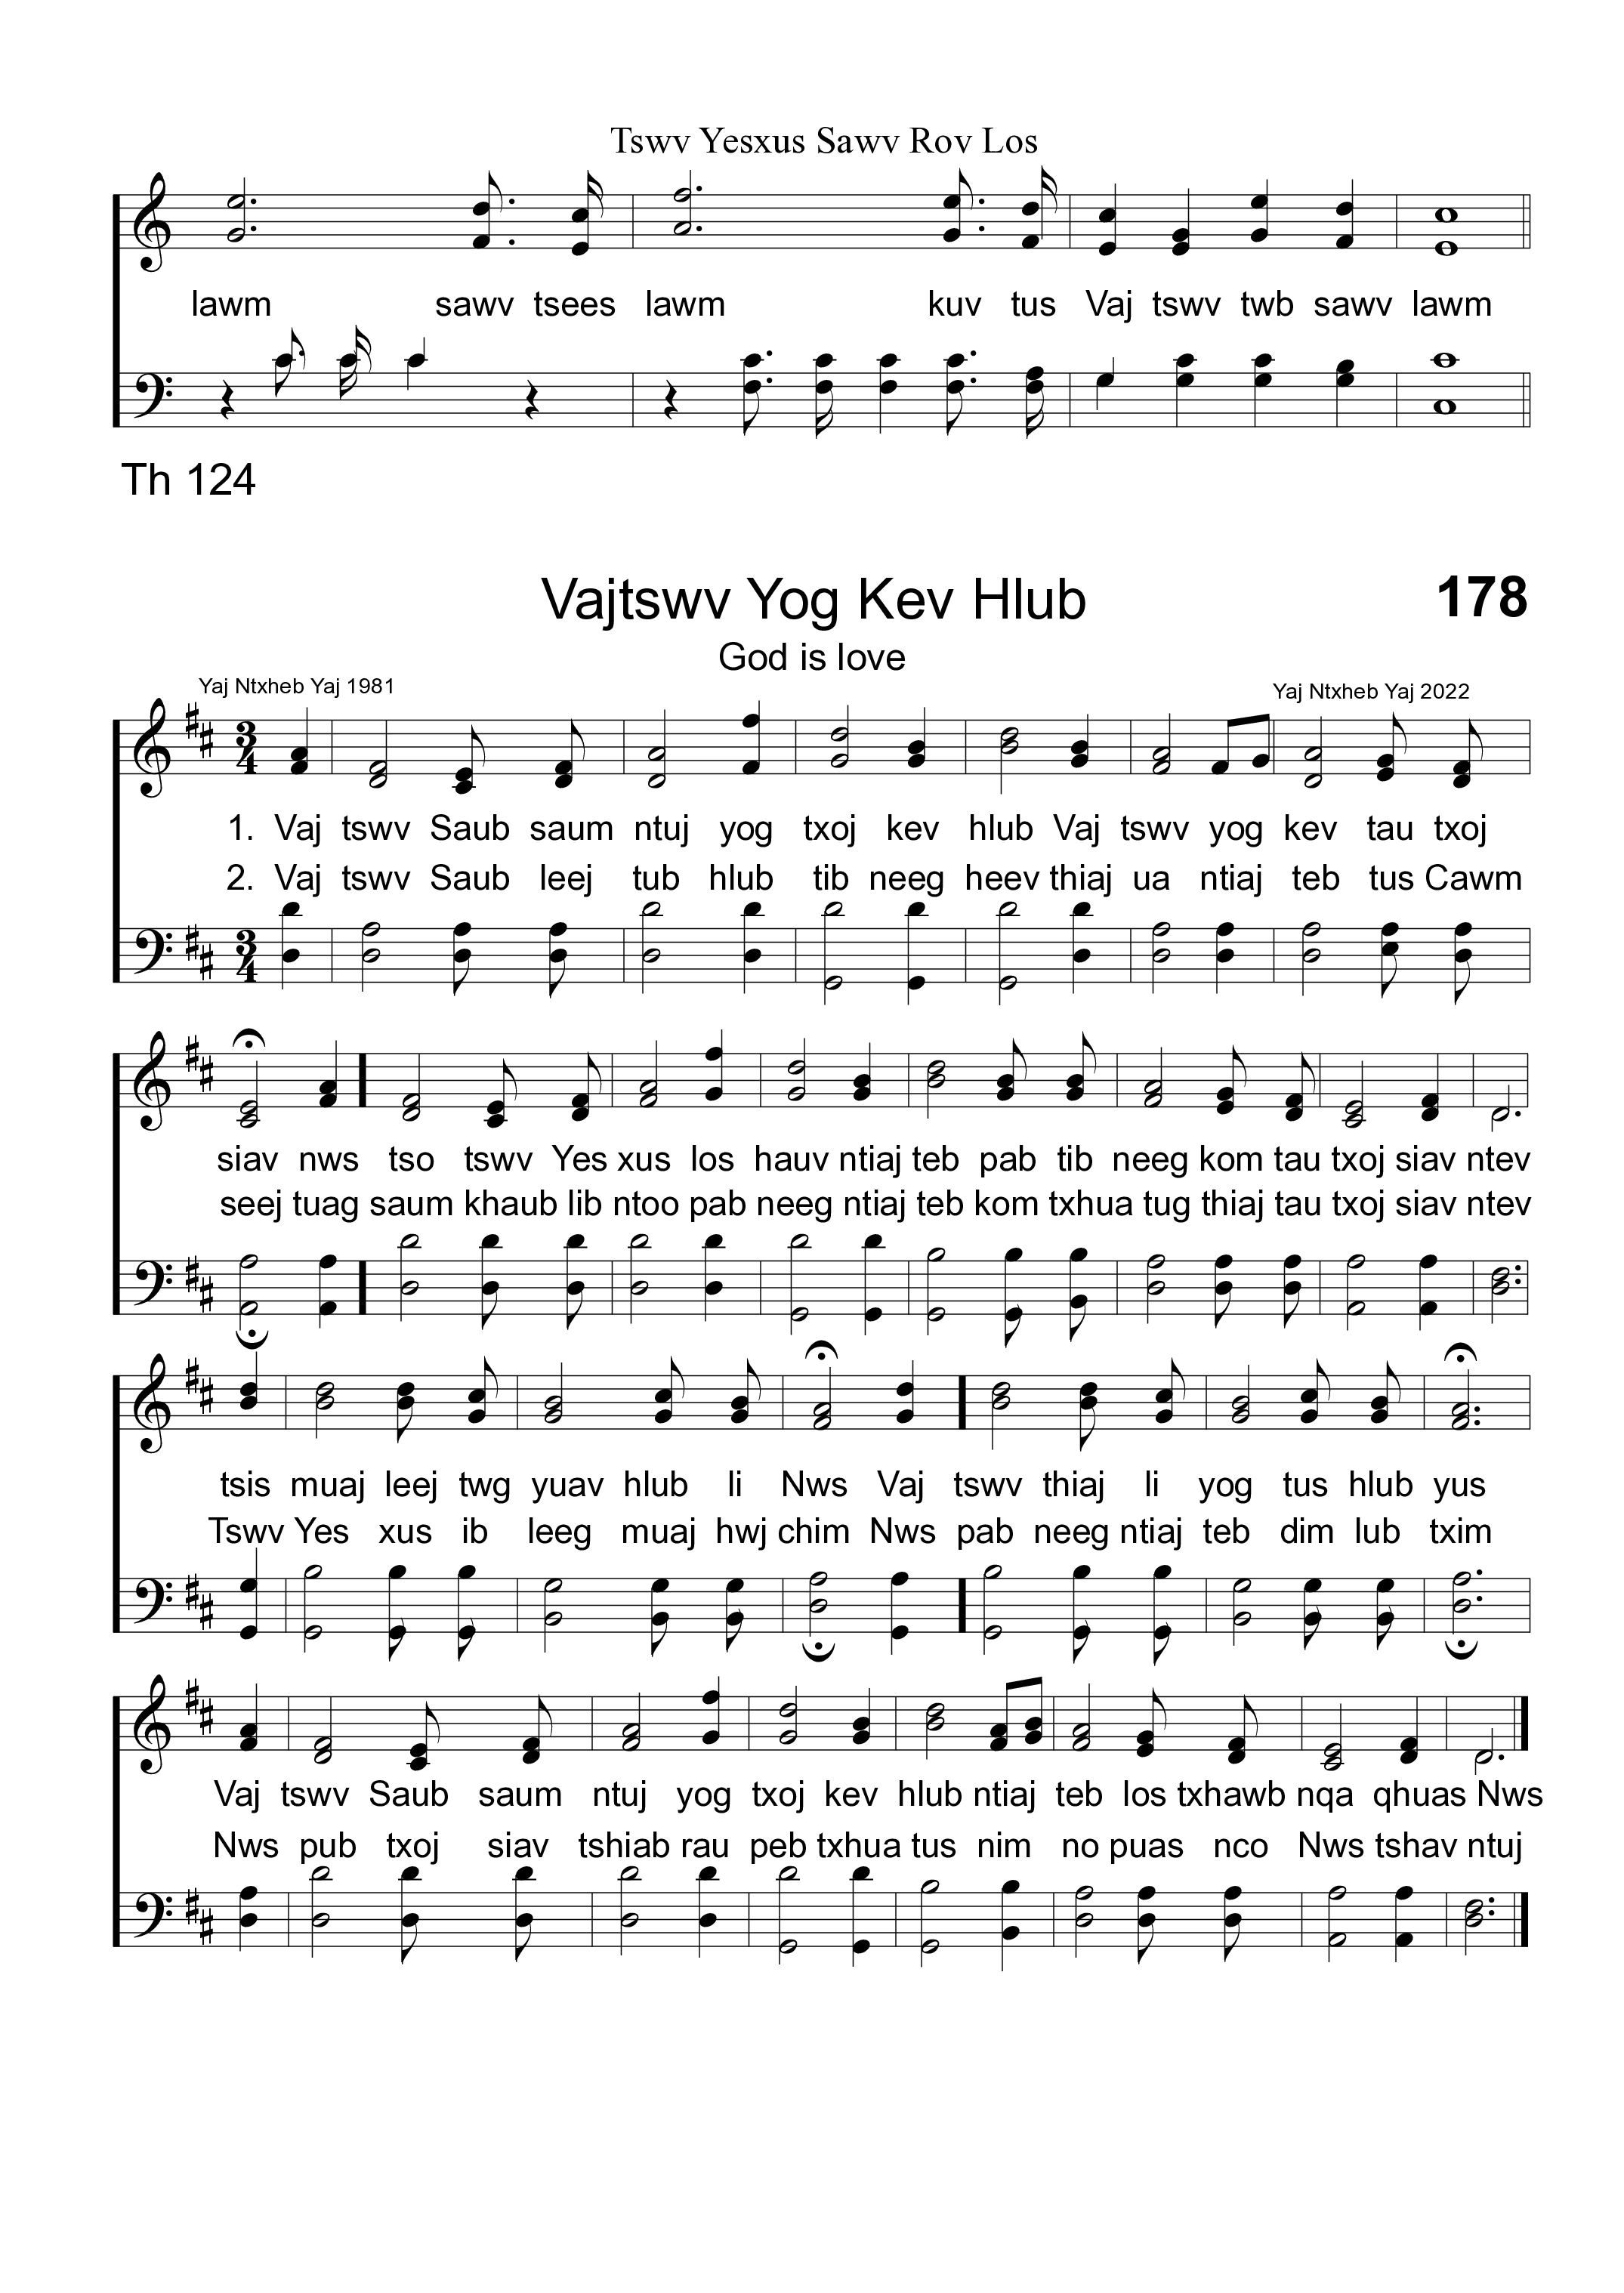 Tswv Yesxus Sawv Rov Los
lawm sawv tsees lawm kuv tus Vaj tswv twb sawv lawm
Th 124
Vajtswv Yog Kev Hlub 178
God is love
Yaj Ntxheb Yaj 1981 Yaj Ntxheb Yaj 2022
3 4
1. Vaj tswv Saub saum ntuj yog txoj kev hlub Vaj tswv yog kev tau txoj
2. Vaj tswv Saub leej tub hlub tib neeg heev thiaj ua ntiaj teb tus Cawm
3 4
siav nws tso tswv Yes xus los hauv ntiaj teb pab tib neeg kom tau txoj siav ntev
seej tuag saum khaub lib ntoo pab neeg ntiaj teb kom txhua tug thiaj tau txoj siav ntev
tsis muaj leej twg yuav hlub li Nws Vaj tswv thiaj li yog tus hlub yus
Tswv Yes xus ib leeg muaj hwj chim Nws pab neeg ntiaj teb dim lub txim
Vaj tswv Saub saum ntuj yog txoj kev hlub ntiaj teb los txhawb nqa qhuas Nws
Nws pub txoj siav tshiab rau peb txhua tus nim no puas nco Nws tshav ntuj